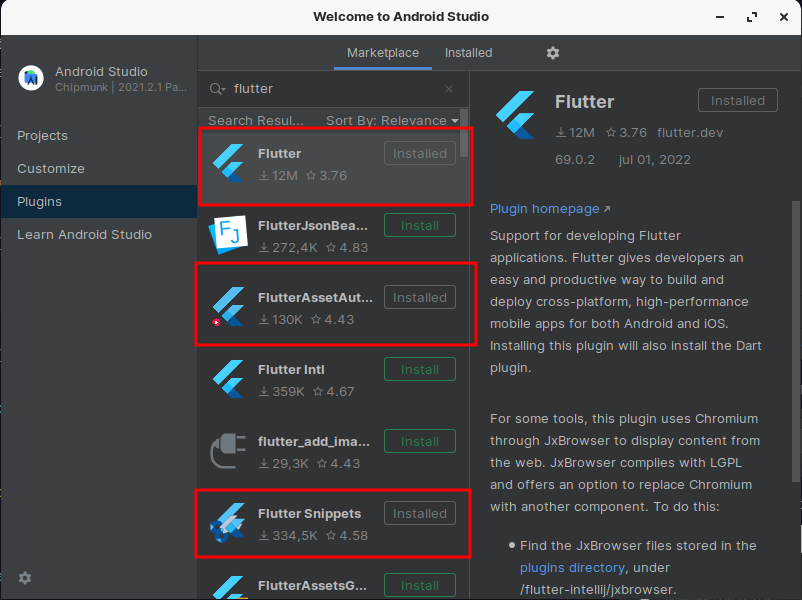 Welcome to Android Studio
Android Studio
Chipmunk | 2021.2.1 Pa...
Projects
Customize
Plugins
Learn Android Studio
Marketplace
Installed
flutter
Search Resul...
Sort By: Relevance
Flutter
Installed
12M 3.76
FlutterJsonBea...
Install
272,4K 4.83
FlutterAssetAut...
Installed
130K 4.43
Flutter Intl
Install
359K 4.67
flutter_add_ima...
Install
29,3K 4.43
Flutter Snippets
Installed
334,5K 4.58
FlutterAssetsG...
Install
Flutter
Installed
12M 3.76 flutter.dev
69.0.2 jul 01, 2022
Plugin homepage
Support for developing Flutter
applications. Flutter gives developers an
easy and productive way to build and
deploy cross-platform, high-performance
mobile apps for both Android and iOS.
Installing this plugin will also install the Dart
plugin.
For some tools, this plugin uses Chromium
through JxBrowser to display content from
the web. JxBrowser complies with LGPL
and offers an option to replace Chromium
with another component. To do this:
• Find the JxBrowser files stored in the
plugins directory, under
/flutter-intellij/jxbrowser.